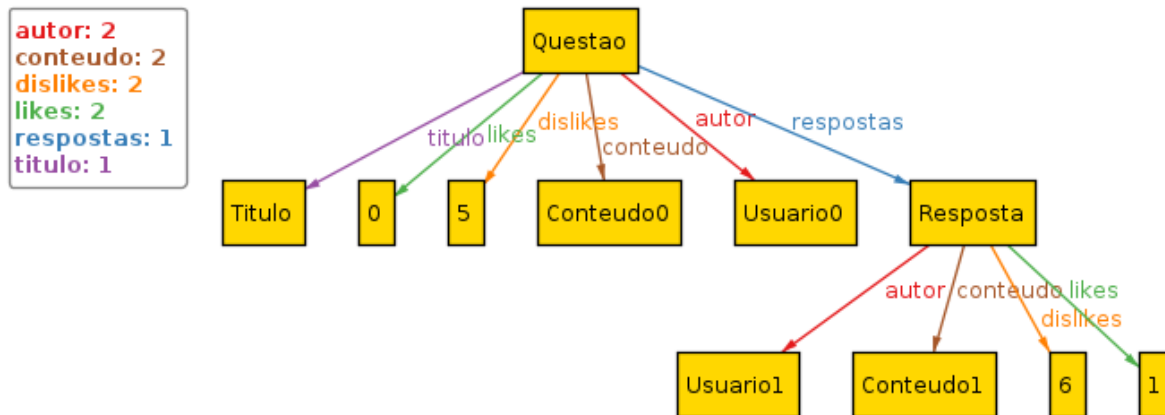 autor: 2
conteudo: 2
dislikes: 2
likes: 2
respostas: 1
titulo: 1
Questao
titulo
likes
dislikes
conteudo
autor
respostas
Titulo
0
5
Conteudo0
Usuario0
Resposta
autor
conteudo
likes
dislikes
Usuario1
Conteudo1
6
1